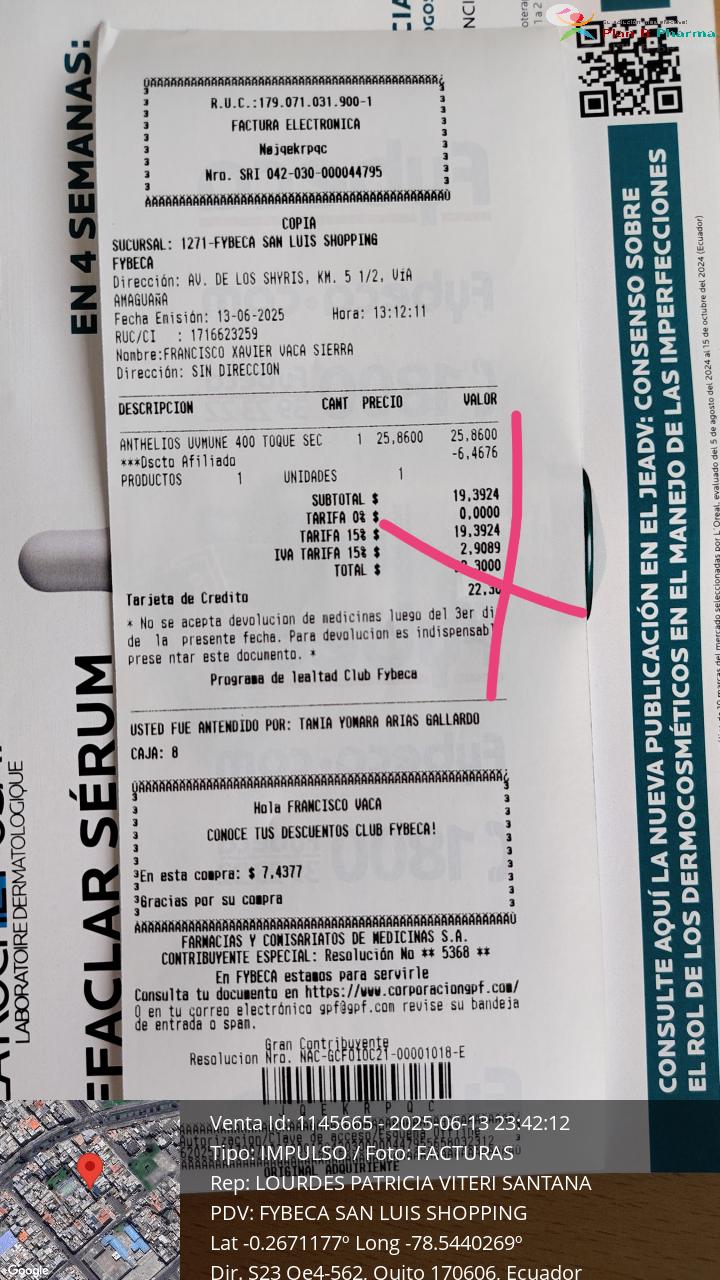 R.U.C.:179.071.031.900-1
FACTURA ELECTRONICA
Nøjqekrpqc
Nro. SRI 042-030-000044795
COPIA
SUCURSAL: 1271-FYBECA SAN LUIS SHOPPING
FYBECA
Dirección: AV. DE LOS SHYRIS, KM. 5 1/2, VíA
AMAGUAÑA
Fecha Emisión: 13-06-2025 Hora: 13:12:11
RUC/CI : 1716623259
Nombre:FRANCISCO XAVIER VACA SIERRA
Dirección: SIN DIRECCION
DESCRIPCION CANT PRECIO VALOR
ANTHELIOS UVMUNE 400 TOQUE SEC 1 25,8600 25,8600
***Dscto Afiliado -6,4676
PRODUCTOS 1 UNIDADES 1
SUBTOTAL $ 19,3924
TARIFA 0% $ 0,0000
TARIFA 15% $ 19,3924
IVA TARIFA 15% $ 2,9089
TOTAL $
Tarjeta de Credito
* No se acepta devolucion de medicinas luego del 3er di
de la presente fecha. Para devolucion es indispensabl
prese ntar este documento. *
Programa de lealtad Club Fybeca
USTED FUE ANTENDIDO POR: TANIA YOMARA ARIAS GALLARDO
CAJA: 8
Hola FRANCISCO VACA
CONOCE TUS DESCUENTOS CLUB FYBECA!
En esta compra: $ 7,4377
Gracias por su compra
FARMACIAS Y COMISARIATOS DE MEDICINAS S.A.
CONTRIBUYENTE ESPECIAL: Resolución No ** 5368 **
En FYBECA estamos para servirle
Consulta tu documento en https://www.corporaciongpf.com/
O en tu correo electrónico gpf@gpf.com revise su bandeja
de entrada o spam.
Gran Contribuyente
Resolucion Nro. NAC-GCFOIOC21-00001018-E
ORIGINAL ADQUIRIENTE
EN 4 SEMANAS:
EFACLAR SÉRUM
LABORATOIRE DERMATOLOGIQUE
CONSULTE AQUÍ LA NUEVA PUBLICACIÓN EN EL JEADV: CONSENSO SOBRE
EL ROL DE LOS DERMOCOSMÉTICOS EN EL MANEJO DE LAS IMPERFECCIONES
Plan B Pharma
Venta Id: 1145665 - 2025-06-13 23:42:12
Tipo: IMPULSO / Foto: FACTURAS
Rep: LOURDES PATRICIA VITERI SANTANA
PDV: FYBECA SAN LUIS SHOPPING
Lat -0.2671177º Long -78.5440269º
Dir. S23 Oe4-562, Quito 170606, Ecuador
Google